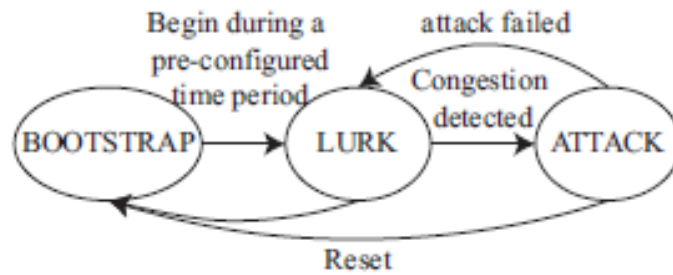 Begin during a
pre-configured
time period
attack failed
Congestion
detected
BOOTSTRAP
LURK
ATTACK
Reset